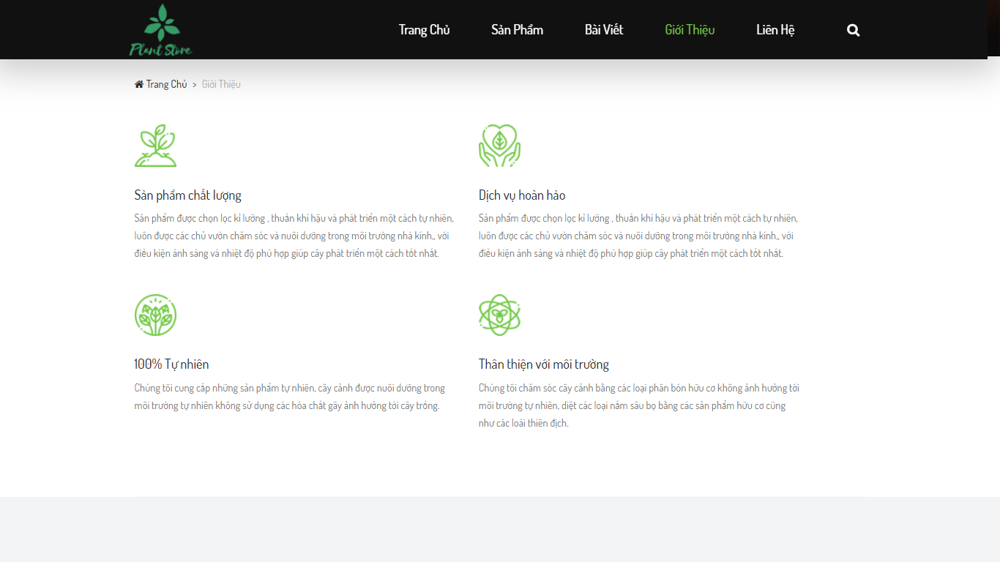 Plant Store
Trang Chủ
Sản Phẩm
Bài Viết
Giới Thiệu
Liên Hệ
Trang Chủ > Giới Thiệu
Sản phẩm chất lượng
Sản phẩm được chọn lọc kỉ lưỡng , thuần khí hậu và phát triển một cách tự nhiên,
luôn được các chủ vườn chăm sóc và nuôi dưỡng trong môi trường nhà kính,, với
điều kiện ánh sáng và nhiệt độ phù hợp giúp cây phát triển một cách tốt nhất.
Dịch vụ hoàn hảo
Sản phẩm được chọn lọc kỉ lưỡng , thuần khí hậu và phát triển một cách tự nhiên,
luôn được các chủ vườn chăm sóc và nuôi dưỡng trong môi trường nhà kính,, với
điều kiện ánh sáng và nhiệt độ phù hợp giúp cây phát triển một cách tốt nhất.
100% Tự nhiên
Chúng tôi cung cấp những sản phẩm tự nhiên, cây cảnh được nuôi dưỡng trong
môi trường tự nhiên không sử dụng các hóa chất gây ảnh hưởng tới cây trồng.
Thân thiện với môi trường
Chúng tôi chăm sóc cây cảnh bằng các loại phân bón hữu cơ không ảnh hưởng tới
môi trường tự nhiên, diệt các loại nấm sâu bọ bằng các sản phẩm hữu cơ cũng
như các loài thiên địch.